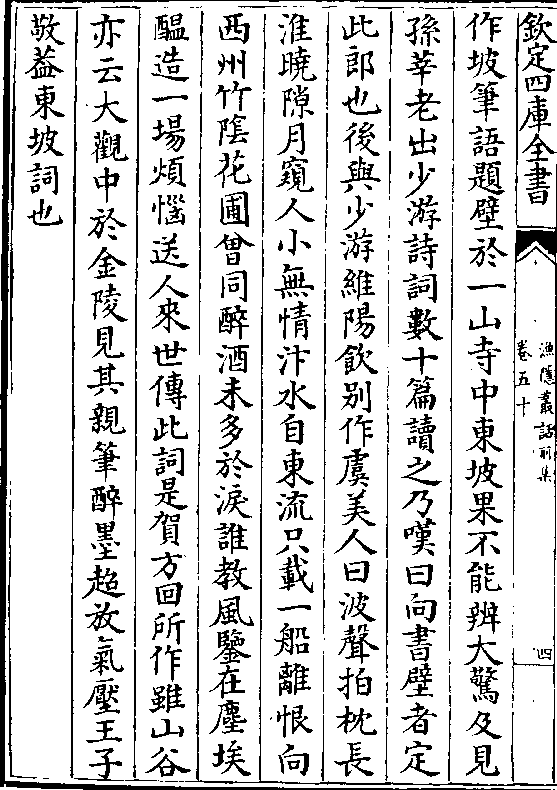 欽定四庫全書
漁隱叢話前集
卷五十
四
作坡筆語題壁於一山寺中東坡果不能辨大驚及見
孫莘老出少游詩詞數十篇讀之乃嘆曰向書壁者定
此郎也後與少游維陽飲别作虞美人曰波聲拍枕長
淮曉隙月窺人小無情汴水自東流只載一船離恨向
西州竹隂花圃曾同醉酒未多於淚誰教風鑒在塵埃
醖造一場煩惱送人來世傳此詞是賀方回所作雖山谷
亦云大觀中於金陵見其親筆醉墨超放氣壓王子
敬葢東坡詞也